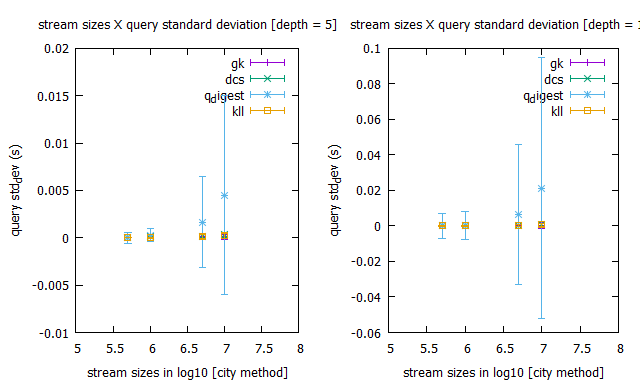 stream sizes X query standard deviation [depth = 5]
0.02
0.015
0.01
0.005
0
-0.005
-0.01
query std_dev (s)
gk
dcs
q_digest
kll
5
5.5
6
6.5
7
7.5
8
stream sizes in log10 [city method]
stream sizes X query standard deviation [depth =
0.1
0.08
0.06
0.04
0.02
0
-0.02
-0.04
-0.06
query std_dev (s)
gk
dcs
q_digest
kll
5
5.5
6
6.5
7
7.5
8
stream sizes in log10 [city method]